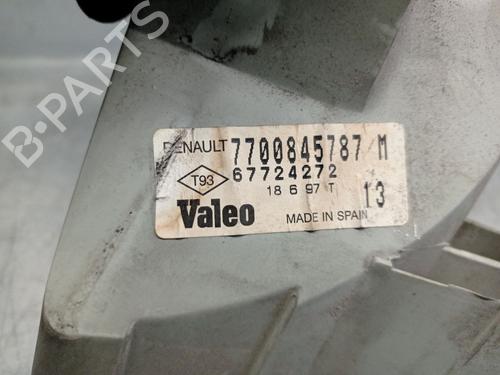 B-PARTS
RENAULT 7700845787 M
T93 67724272
18 6 97 T 13
Valeo MADE IN SPAIN